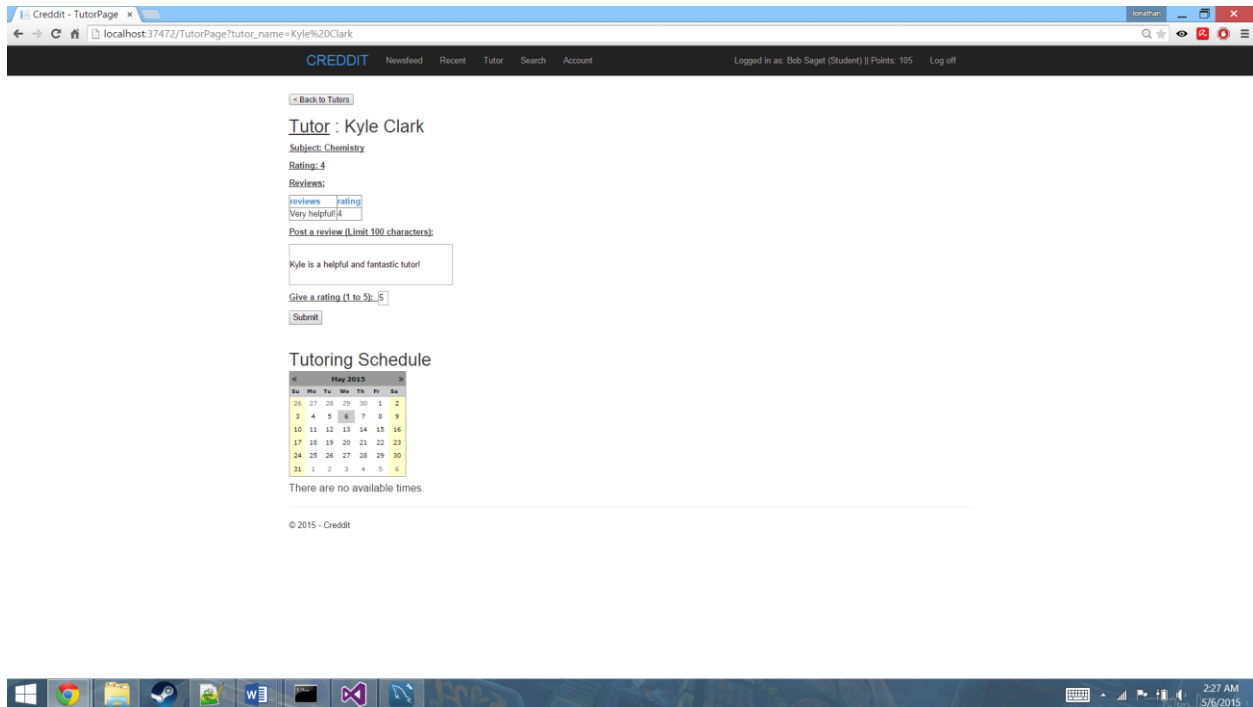 Creddit - TutorPage ×
Jonathan
localhost:37472/TutorPage?tutor_name=Kyle%20Clark
CREDDIT Newsfeed Recent Tutor Search Account Logged in as: Bob Saget (Student) || Points: 105 Log off
< Back to Tutors
Tutor : Kyle Clark
Subject: Chemistry
Rating: 4
Reviews:
reviews rating
Very helpful! 4
Post a review (Limit 100 characters):
Kyle is a helpful and fantastic tutor!
Give a rating (1 to 5): 5
Submit
Tutoring Schedule
< May 2015 >
Su Mo Tu We Th Fr Sa
26 27 28 29 30 1 2
3 4 5 6 7 8 9
10 11 12 13 14 15 16
17 18 19 20 21 22 23
24 25 26 27 28 29 30
31 1 2 3 4 5 6
There are no available times.
© 2015 - Creddit
2:27 AM
5/6/2015